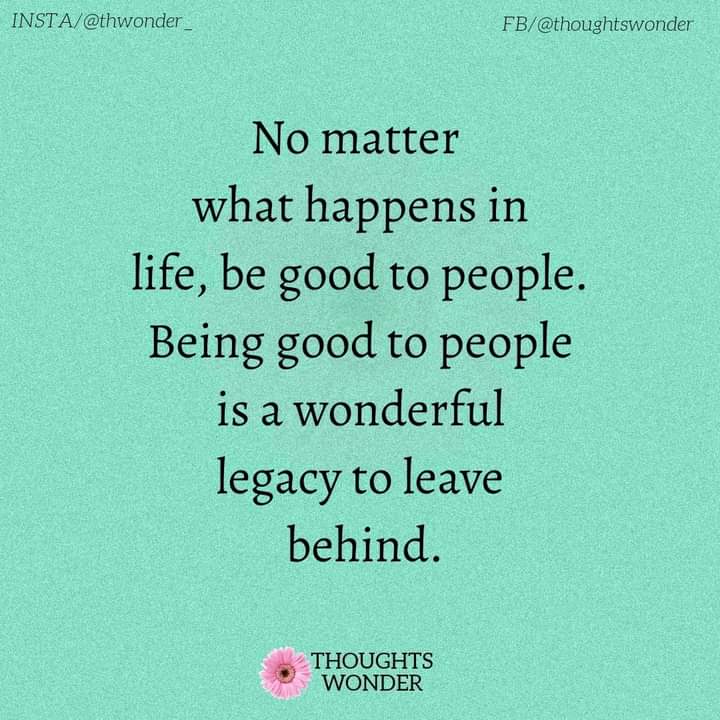 INSTA/@thwonder_
FB/@thoughtswonder
No matter
what happens in
life, be good to people.
Being good to people
is a wonderful
legacy to leave
behind.
THOUGHTS
WONDER